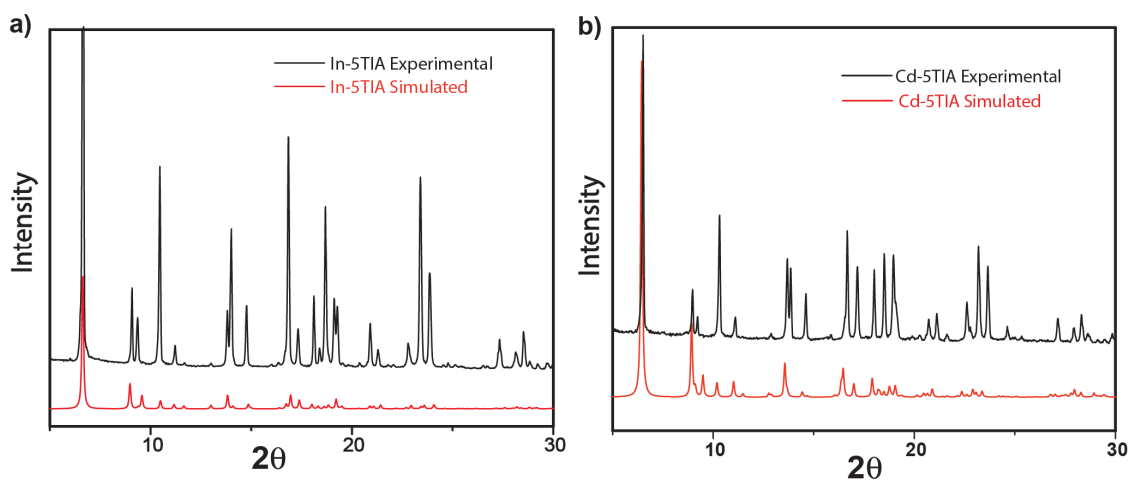 a)
In-5TIA Experimental
In-5TIA Simulated
Intensity
10
20
30
2θ
b)
Cd-5TIA Experimental
Cd-5TIA Simulated
Intensity
10
20
30
2θ